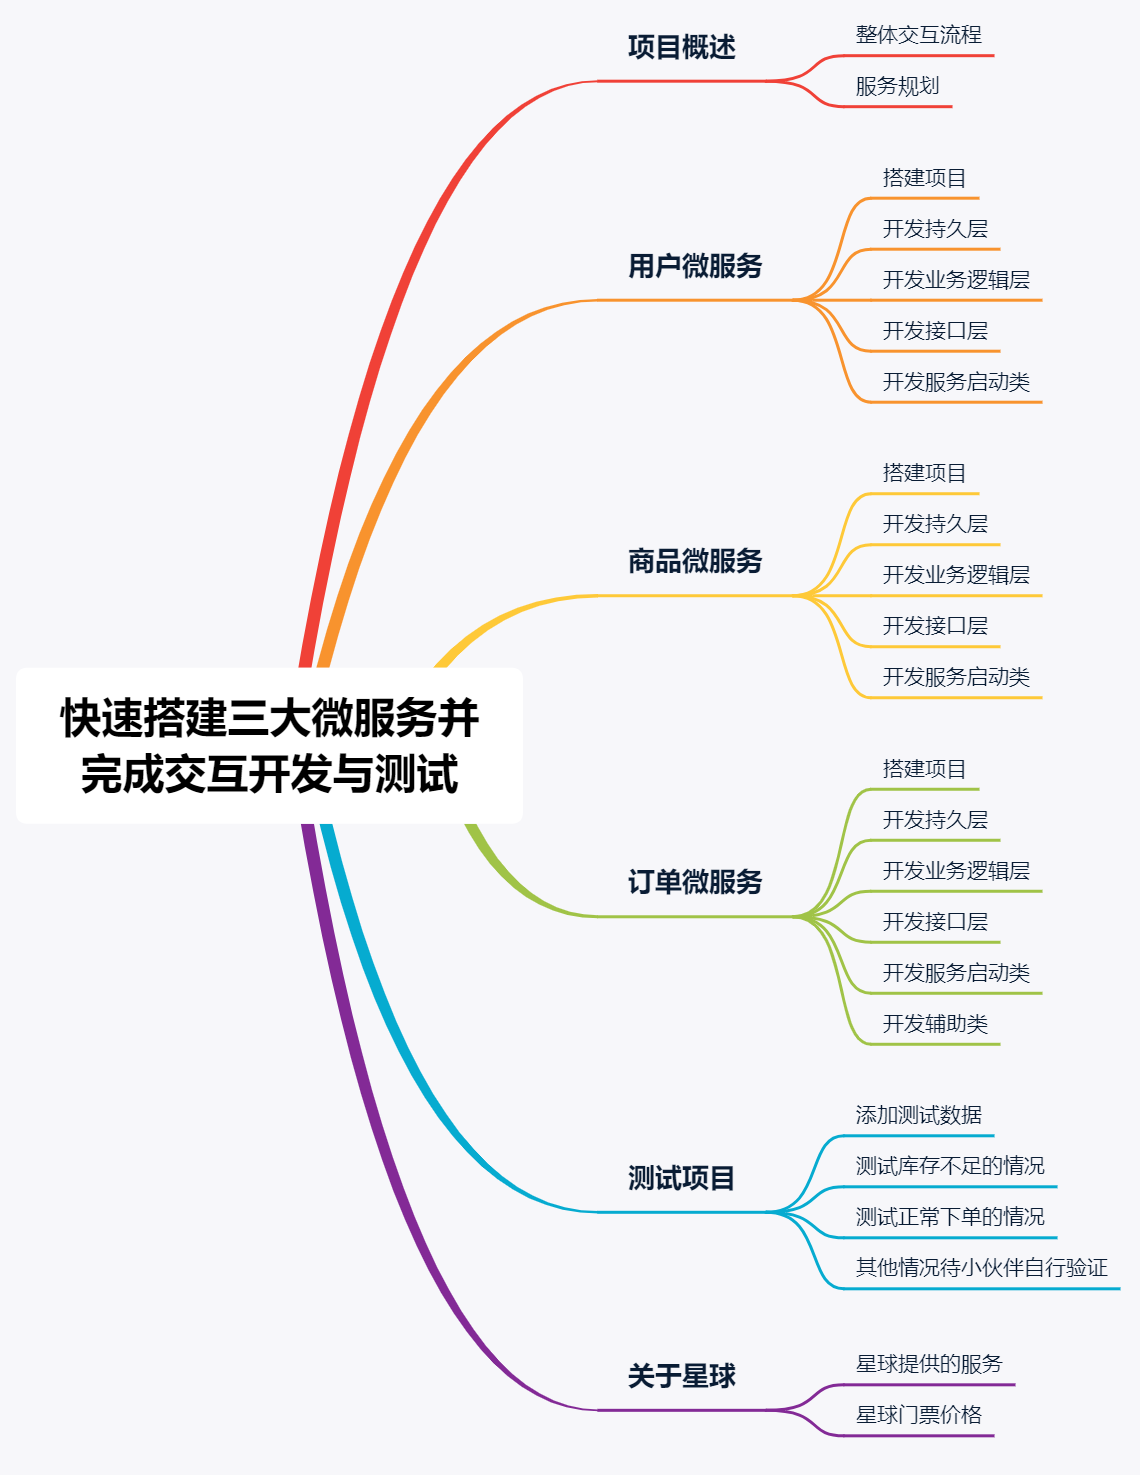 快速搭建三大微服务并
完成交互开发与测试
项目概述
整体交互流程
服务规划
用户微服务
搭建项目
开发持久层
开发业务逻辑层
开发接口层
开发服务启动类
商品微服务
搭建项目
开发持久层
开发业务逻辑层
开发接口层
开发服务启动类
订单微服务
搭建项目
开发持久层
开发业务逻辑层
开发接口层
开发服务启动类
开发辅助类
测试项目
添加测试数据
测试库存不足的情况
测试正常下单的情况
其他情况待小伙伴自行验证
关于星球
星球提供的服务
星球门票价格